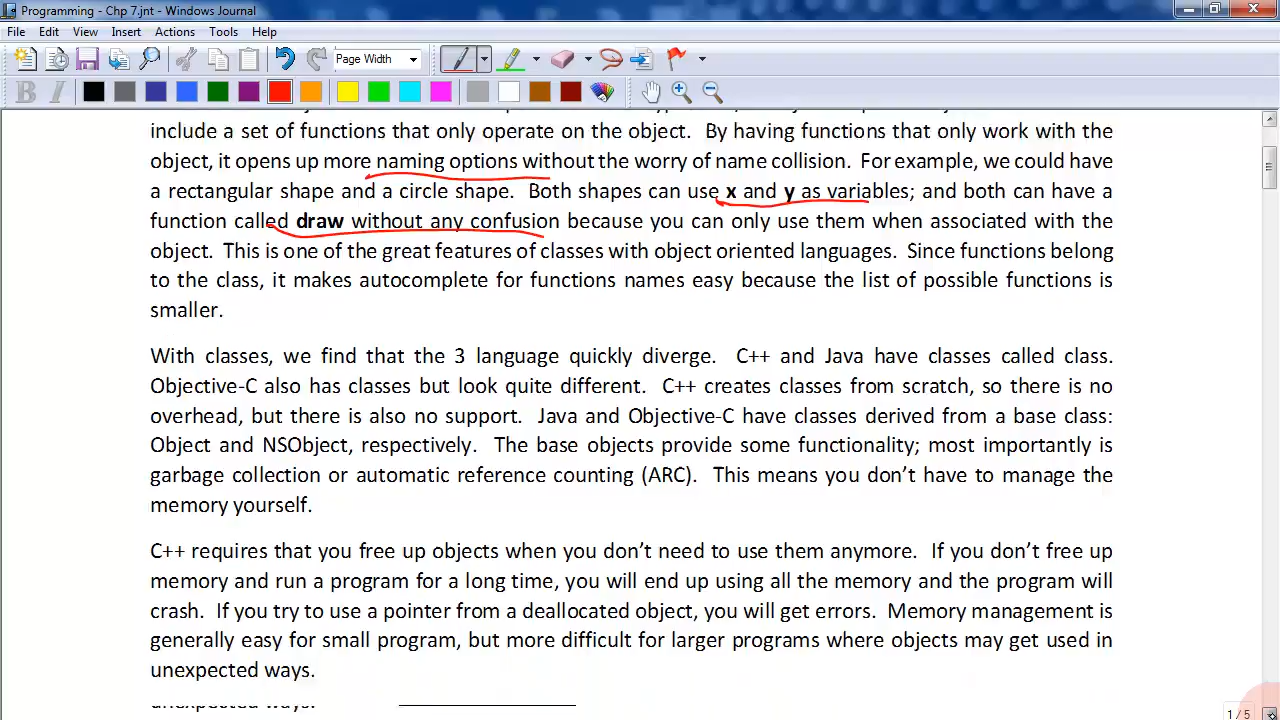 Programming - Chp 7.jnt - Windows Journal
File Edit View Insert Actions Tools Help
Page Width
B I
include a set of functions that only operate on the object. By having functions that only work with the
object, it opens up more naming options without the worry of name collision. For example, we could have
a rectangular shape and a circle shape. Both shapes can use x and y as variables; and both can have a
function called draw without any confusion because you can only use them when associated with the
object. This is one of the great features of classes with object oriented languages. Since functions belong
to the class, it makes autocomplete for functions names easy because the list of possible functions is
smaller.
With classes, we find that the 3 language quickly diverge. C++ and Java have classes called class.
Objective-C also has classes but look quite different. C++ creates classes from scratch, so there is no
overhead, but there is also no support. Java and Objective-C have classes derived from a base class:
Object and NSObject, respectively. The base objects provide some functionality; most importantly is
garbage collection or automatic reference counting (ARC). This means you don't have to manage the
memory yourself.
C++ requires that you free up objects when you don't need to use them anymore. If you don't free up
memory and run a program for a long time, you will end up using all the memory and the program will
crash. If you try to use a pointer from a deallocated object, you will get errors. Memory management is
generally easy for small program, but more difficult for larger programs where objects may get used in
unexpected ways.
unexpected ways.
1 / 5